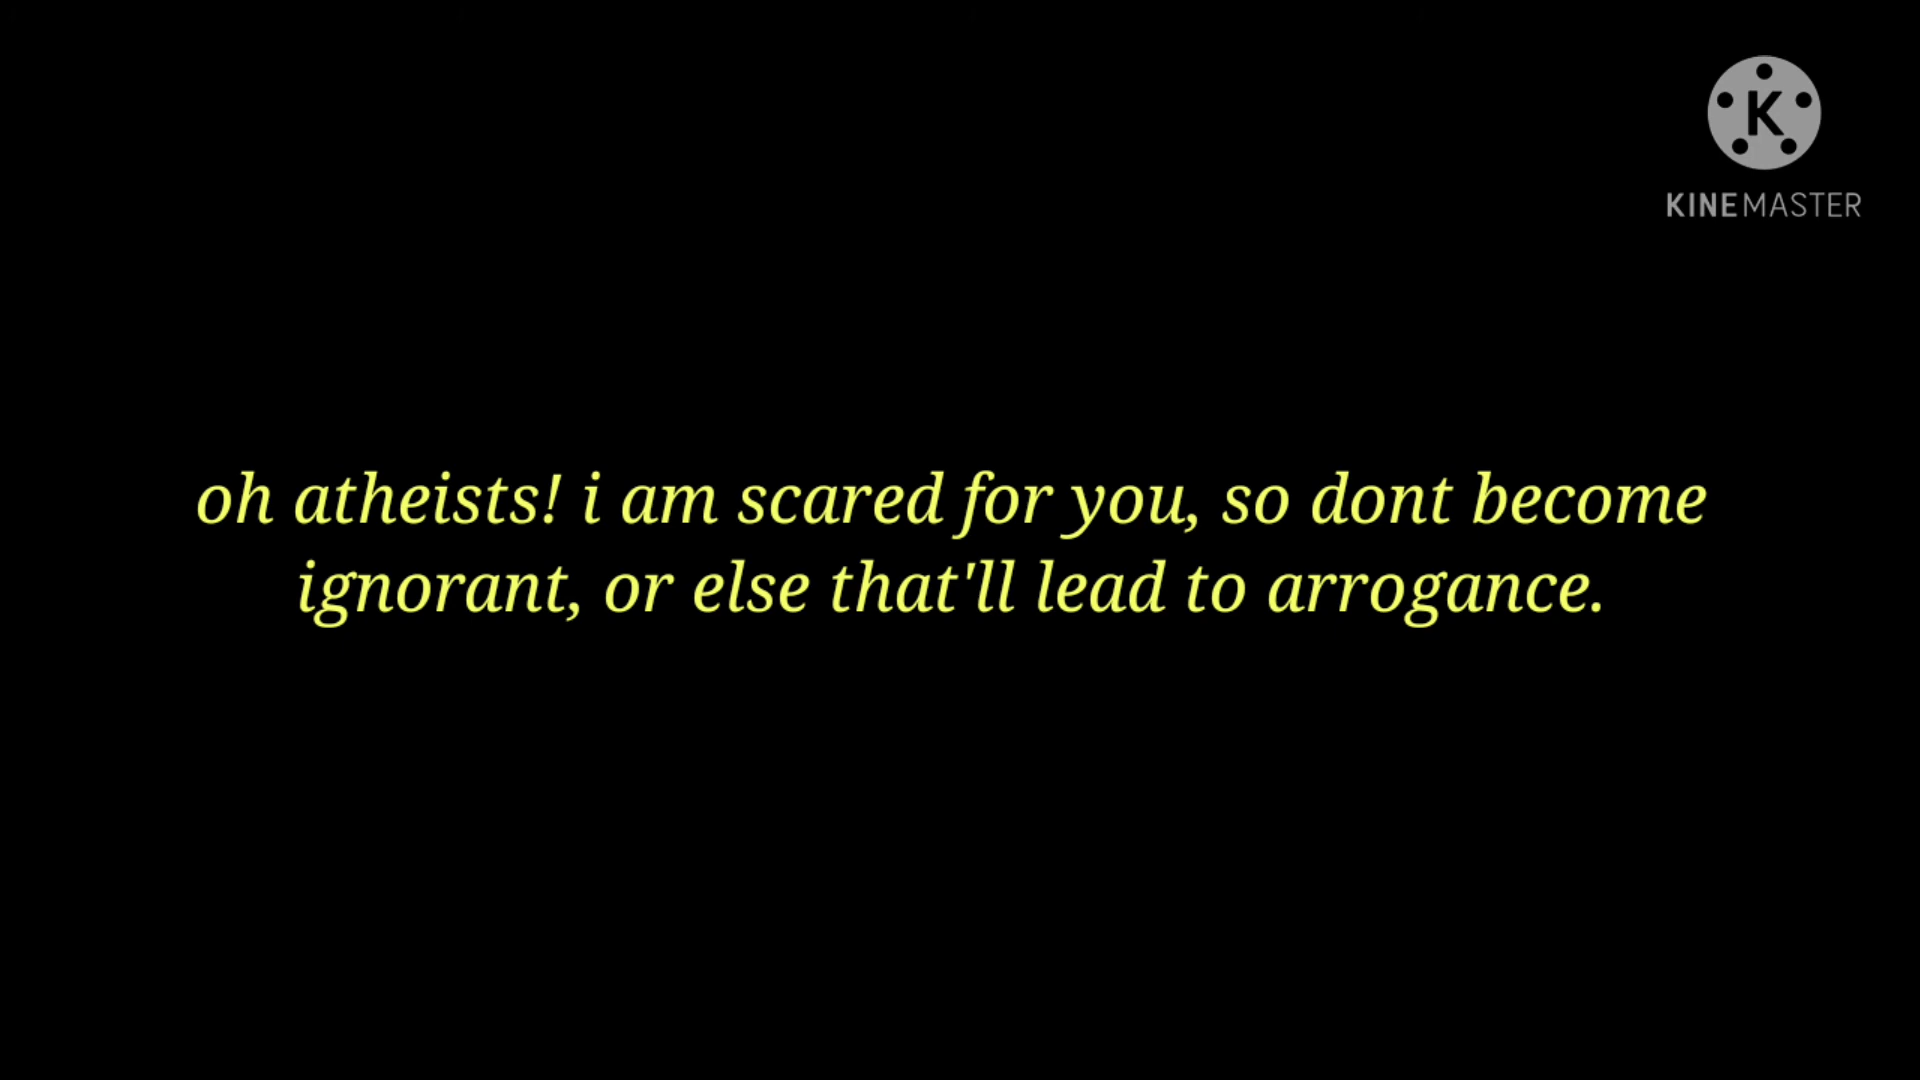 K
KINEMASTER
oh atheists! i am scared for you, so dont become
ignorant, or else that'll lead to arrogance.